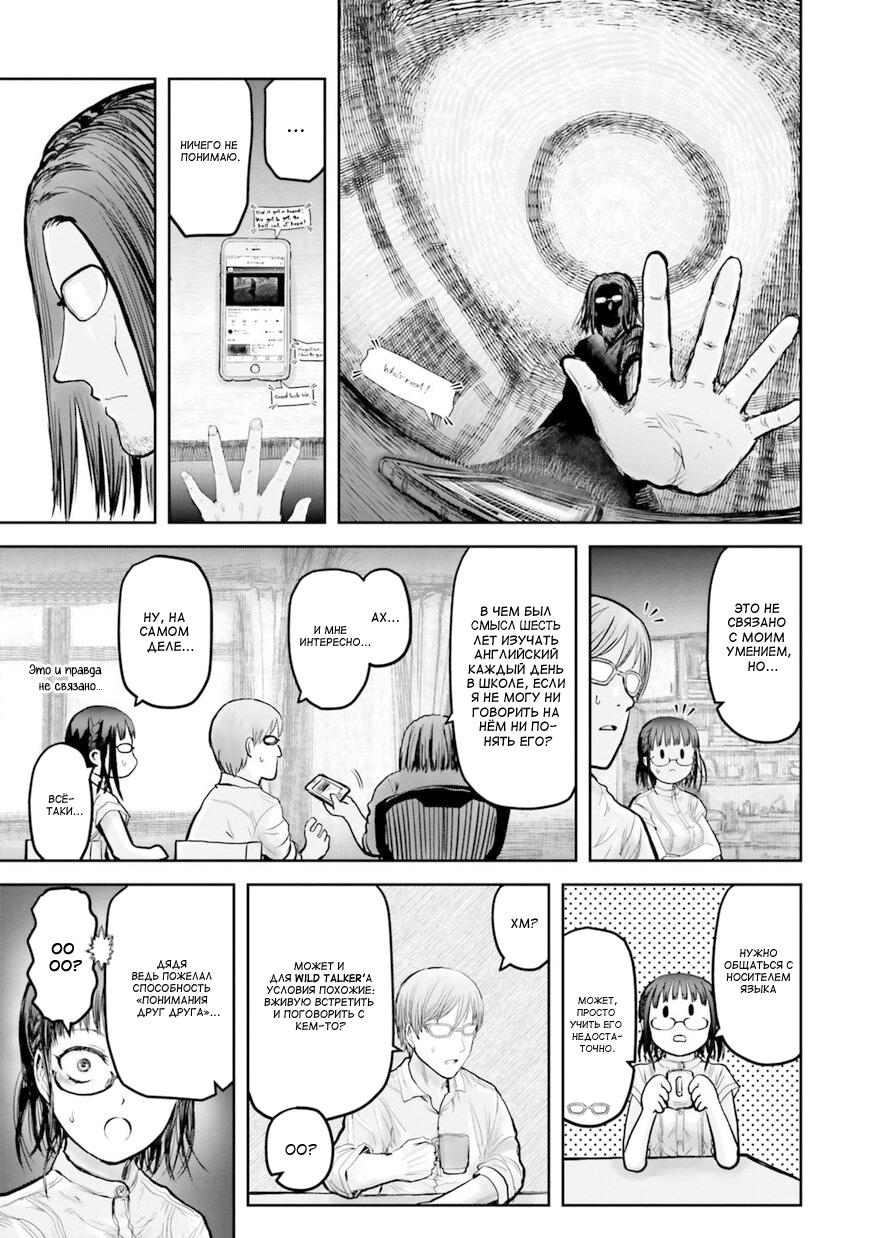 Who's next!
...
НИЧЕГО НЕ
ПОНИМАЮ.
Good luck sir.
ЭТО НЕ
СВЯЗАНО
С МОИМ
УМЕНИЕМ,
НО...
В ЧЕМ БЫЛ
СМЫСЛ ШЕСТЬ
ЛЕТ ИЗУЧАТЬ
АНГЛИЙСКИЙ
КАЖДЫЙ ДЕНЬ
В ШКОЛЕ, ЕСЛИ
Я НЕ МОГУ НИ
ГОВОРИТЬ НА
НЁМ НИ ПО-
НЯТЬ ЕГО?
АХ...
И МНЕ
ИНТЕРЕСНО...
НУ, НА
САМОМ
ДЕЛЕ...
Это и правда
не связано...
ВСЁ-
ТАКИ...
НУЖНО
ОБЩАТЬСЯ С
НОСИТЕЛЕМ
ЯЗЫКА
МОЖЕТ,
ПРОСТО
УЧИТЬ ЕГО
НЕДОСТА-
ТОЧНО.
ХМ?
МОЖЕТ И
ДЛЯ WILD TALKER'А
УСЛОВИЯ ПОХОЖИЕ:
ВЖИВУЮ ВСТРЕТИТЬ
И ПОГОВОРИТЬ С
КЕМ-ТО?
ОО?
ДЯДЯ
ВЕДЬ ПОЖЕЛАЛ
СПОСОБНОСТЬ
«ПОНИМАНИЯ
ДРУГ ДРУГА»...
ОО
ОО?